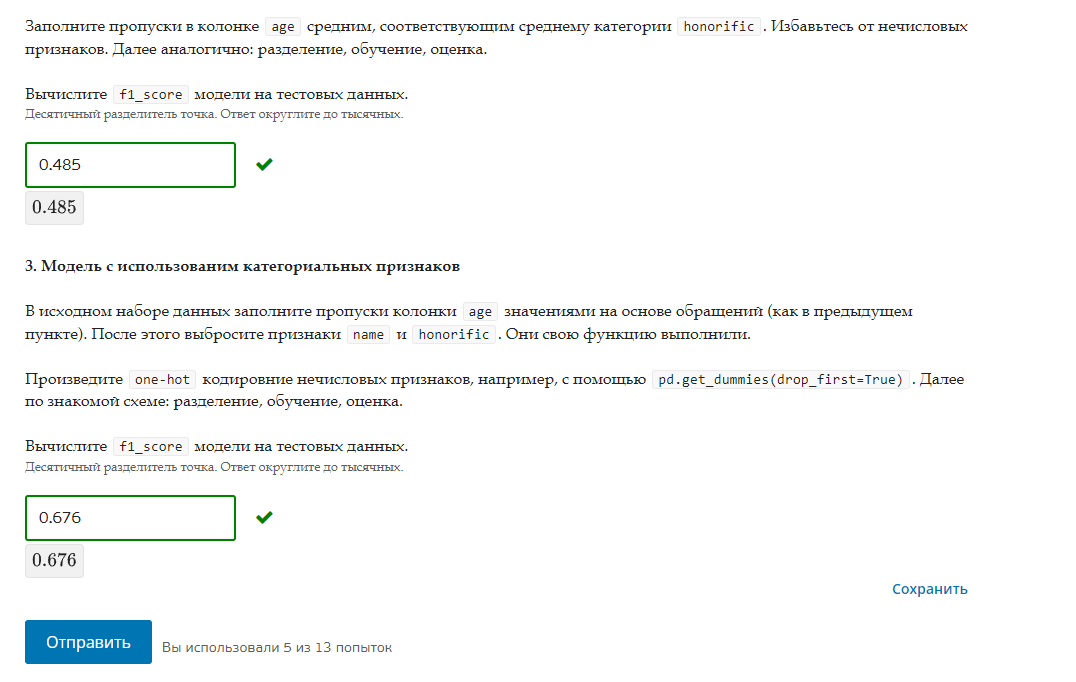 Заполните пропуски в колонке age средним, соответствующим среднему категории honorific . Избавьтесь от нечисловых
признаков. Далее аналогично: разделение, обучение, оценка.
Вычислите f1_score модели на тестовых данных.
Десятичный разделитель точка. Ответ округлите до тысячных.
0.485
0.485
3. Модель с использованим категориальных признаков
В исходном наборе данных заполните пропуски колонки age значениями на основе обращений (как в предыдущем
пункте). После этого выбросите признаки name и honorific . Они свою функцию выполнили.
Произведите one-hot кодировние нечисловых признаков, например, с помощью pd.get_dummies(drop_first=True) . Далее
по знакомой схеме: разделение, обучение, оценка.
Вычислите f1_score модели на тестовых данных.
Десятичный разделитель точка. Ответ округлите до тысячных.
0.676
0.676
Сохранить
Отправить Вы использовали 5 из 13 попыток